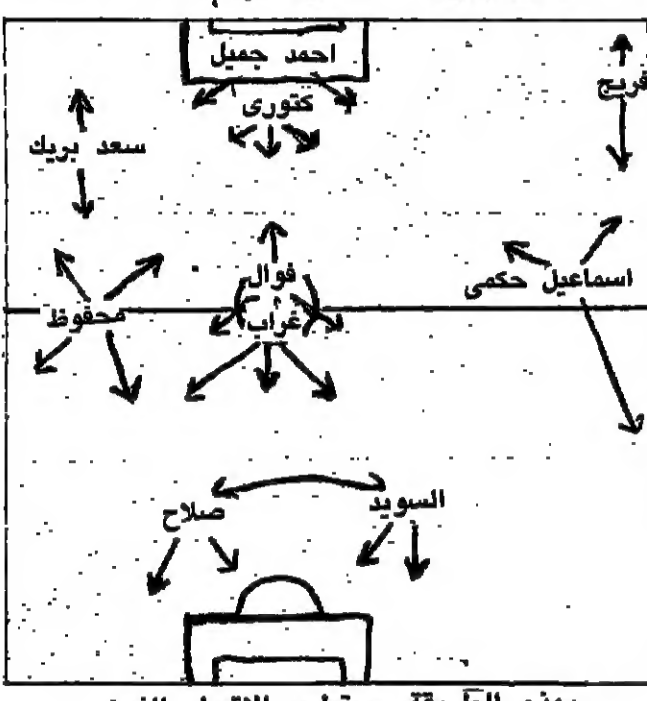 احمد جميل
فريج
كتورى
سعد بريك
فوال
اسماعيل حكمى
محفوظ
غراب
السويد
صلاح